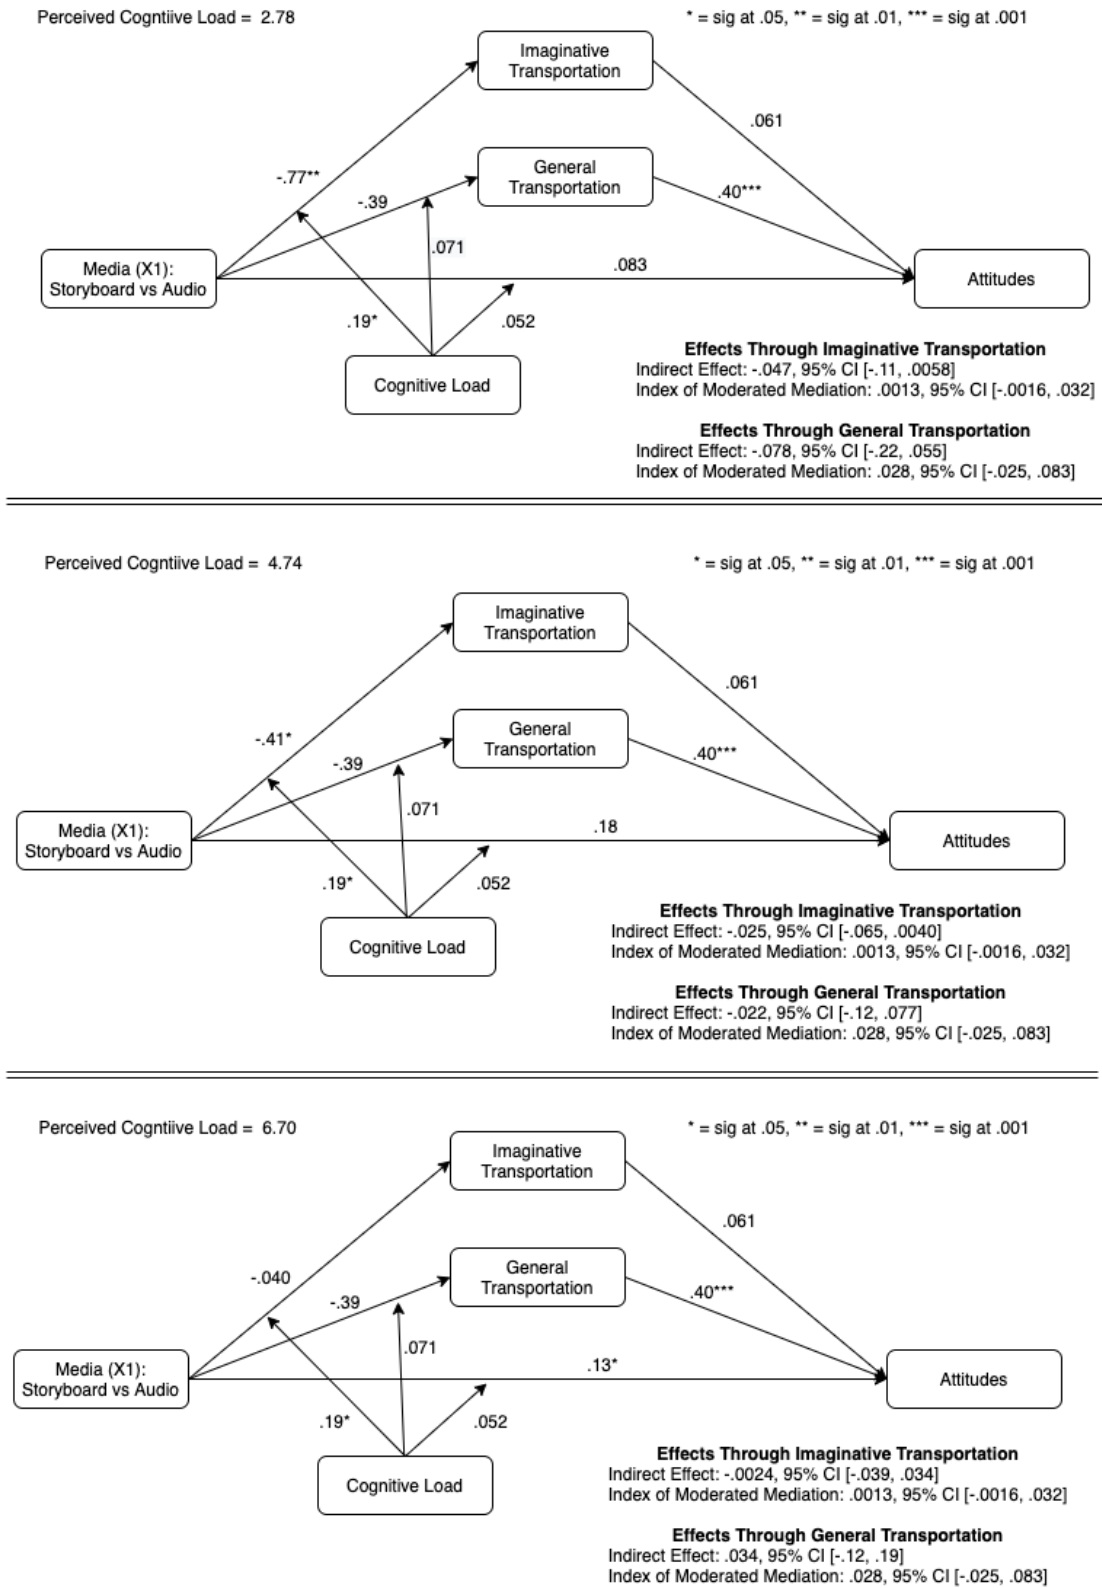 Perceived Cogntiive Load = 2.78
* = sig at .05, ** = sig at .01, *** = sig at .001
Imaginative
Transportation
.061
General
Transportation
-.77**
-.39
.40***
.071
.083
Media (X1):
Storyboard vs Audio
Attitudes
.19*
.052
Cognitive Load
Effects Through Imaginative Transportation
Indirect Effect: -.047, 95% CI [-.11, .0058]
Index of Moderated Mediation: .0013, 95% CI [-.0016, .032]
Effects Through General Transportation
Indirect Effect: -.078, 95% CI [-.22, .055]
Index of Moderated Mediation: .028, 95% CI [-.025, .083]
Perceived Cogntiive Load = 4.74
* = sig at .05, ** = sig at .01, *** = sig at .001
Imaginative
Transportation
.061
General
Transportation
-.41*
-.39
.40***
.071
.18
Media (X1):
Storyboard vs Audio
Attitudes
.19*
.052
Cognitive Load
Effects Through Imaginative Transportation
Indirect Effect: -.025, 95% CI [-.065, .0040]
Index of Moderated Mediation: .0013, 95% CI [-.0016, .032]
Effects Through General Transportation
Indirect Effect: -.022, 95% CI [-.12, .077]
Index of Moderated Mediation: .028, 95% CI [-.025, .083]
Perceived Cogntiive Load = 6.70
* = sig at .05, ** = sig at .01, *** = sig at .001
Imaginative
Transportation
.061
General
Transportation
-.040
-.39
.40***
.071
.13*
Media (X1):
Storyboard vs Audio
Attitudes
.19*
.052
Cognitive Load
Effects Through Imaginative Transportation
Indirect Effect: -.0024, 95% CI [-.039, .034]
Index of Moderated Mediation: .0013, 95% CI [-.0016, .032]
Effects Through General Transportation
Indirect Effect: .034, 95% CI [-.12, .19]
Index of Moderated Mediation: .028, 95% CI [-.025, .083]